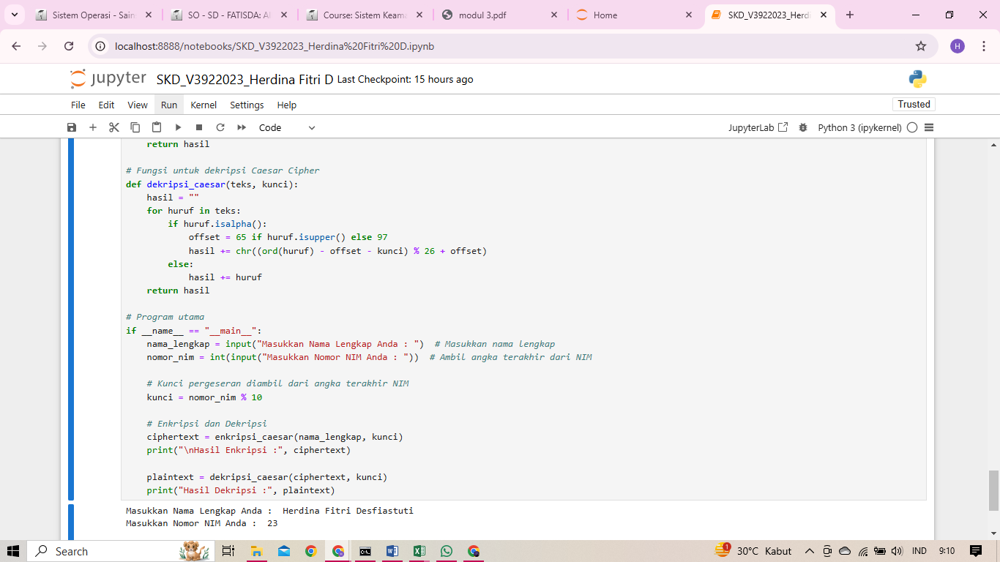 Sistem Operasi - Sain
SO - SD - FATISDA: Al
Course: Sistem Keam
modul 3.pdf
Home
SKD_V3922023_Herdi
localhost:8888/notebooks/SKD_V3922023_Herdina%20Fitri%20D.ipynb
H
jupyter SKD_V3922023_Herdina Fitri D Last Checkpoint: 15 hours ago
File Edit View Run Kernel Settings Help
Trusted
Code
JupyterLab
Python 3 (ipykernel)
return hasil
# Fungsi untuk dekripsi Caesar Cipher
def dekripsi_caesar(teks, kunci):
hasil = ""
for huruf in teks:
if huruf.isalpha():
offset = 65 if huruf.isupper() else 97
hasil += chr((ord(huruf) - offset - kunci) % 26 + offset)
else:
hasil += huruf
return hasil
# Program utama
if __name__ == "__main__":
nama_lengkap = input("Masukkan Nama Lengkap Anda : ")  # Masukkan nama lengkap
nomor_nim = int(input("Masukkan Nomor NIM Anda : "))  # Ambil angka terakhir dari NIM
# Kunci pergeseran diambil dari angka terakhir NIM
kunci = nomor_nim % 10
# Enkripsi dan Dekripsi
ciphertext = enkripsi_caesar(nama_lengkap, kunci)
print("\nHasil Enkripsi :", ciphertext)
plaintext = dekripsi_caesar(ciphertext, kunci)
print("Hasil Dekripsi :", plaintext)
Masukkan Nama Lengkap Anda :  Herdina Fitri Desfiastuti
Masukkan Nomor NIM Anda :  23
Search
1
30°C Kabut
IND
9:10